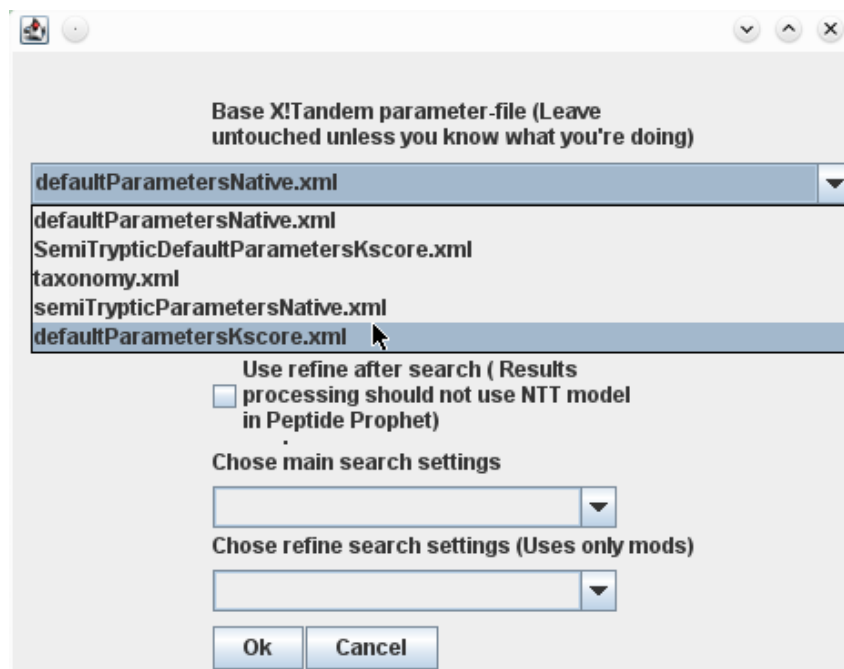 Base X!Tandem parameter-file (Leave
untouched unless you know what you're doing)
defaultParametersNative.xml
defaultParametersNative.xml
SemiTrypticDefaultParametersKscore.xml
taxonomy.xml
semiTrypticParametersNative.xml
defaultParametersKscore.xml
Use refine after search ( Results
processing should not use NTT model
in Peptide Prophet)
.
Chose main search settings
Chose refine search settings (Uses only mods)
Ok Cancel